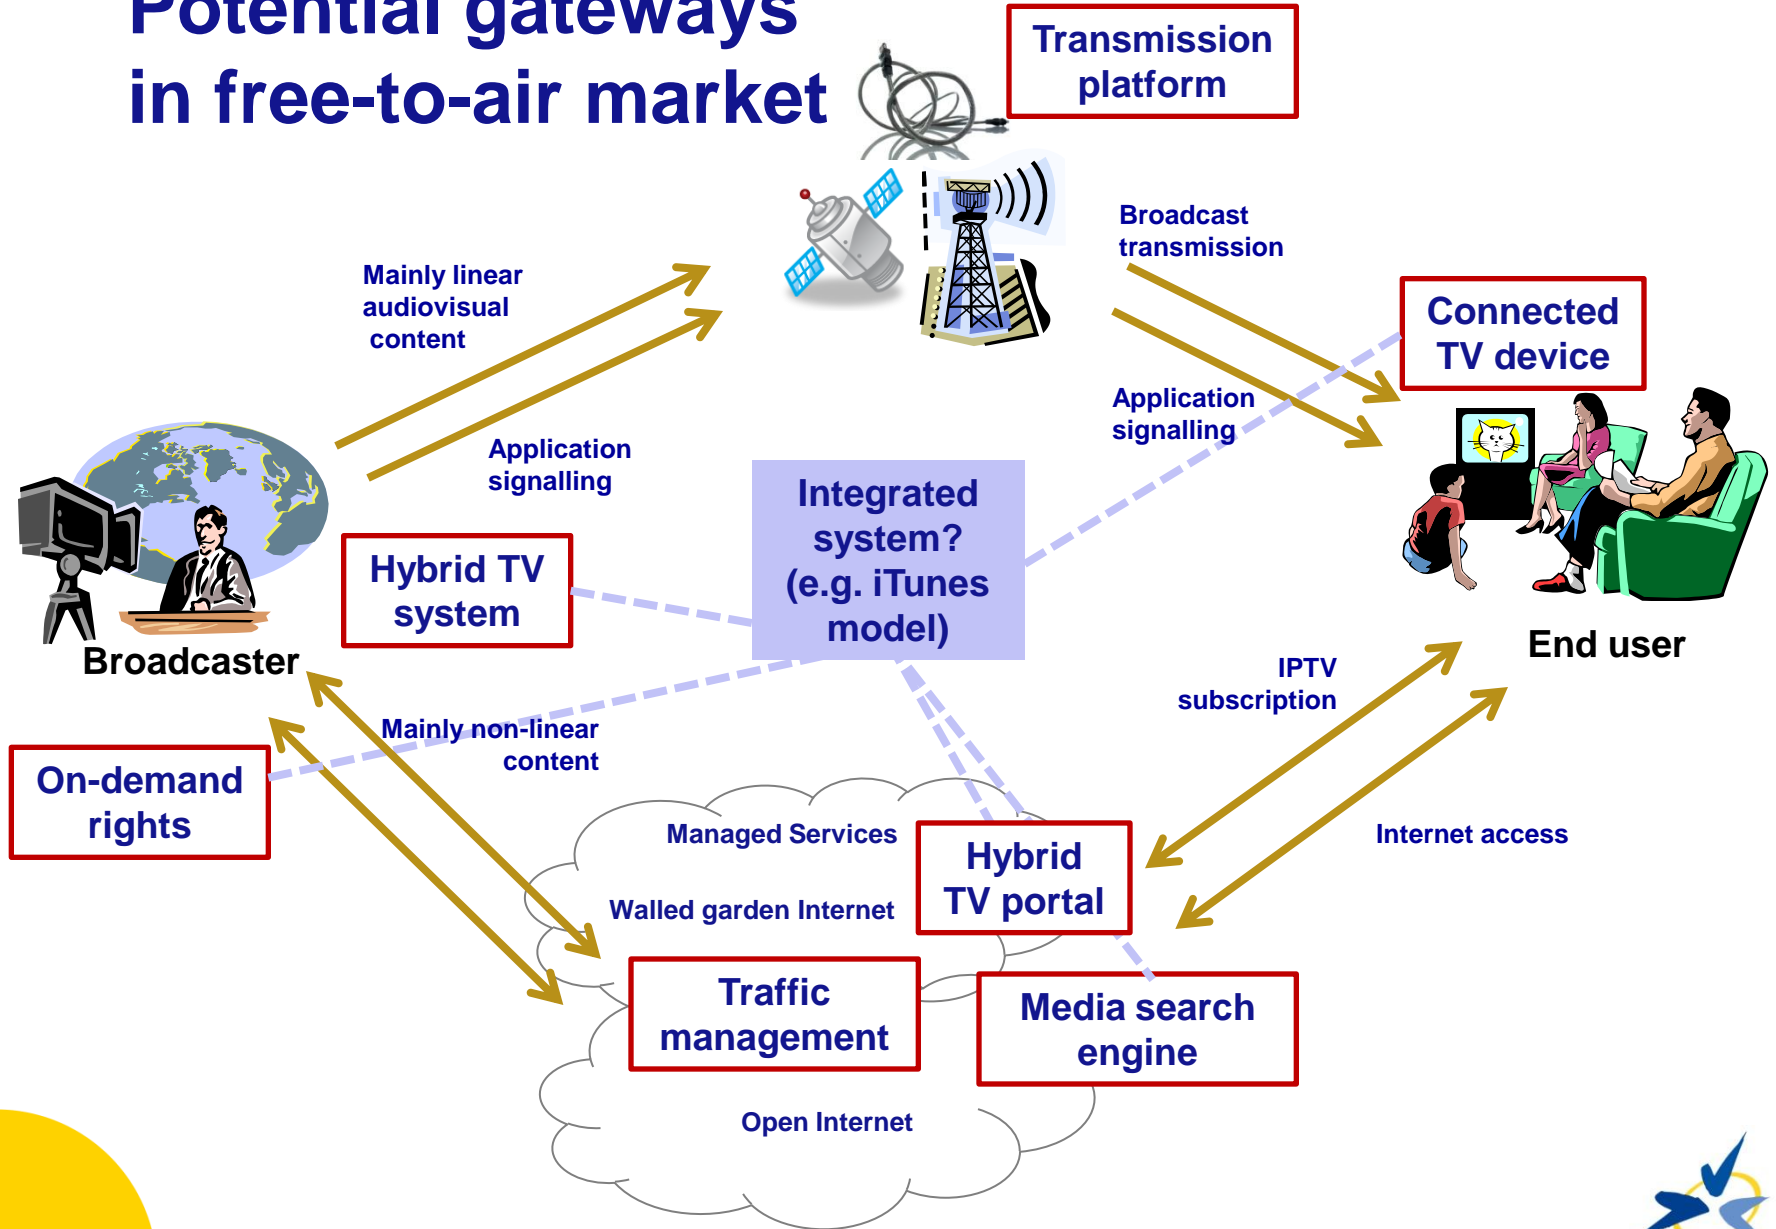 Potential gateways
in free-to-air market
Transmission
platform
Broadcast
transmission
Mainly linear
audiovisual
content
Connected
TV device
Application
signalling
Application
signalling
Integrated
system?
(e.g. iTunes
model)
Hybrid TV
system
Broadcaster
End user
IPTV
subscription
Mainly non-linear
content
On-demand
rights
Managed Services
Internet access
Hybrid
TV portal
Walled garden Internet
Traffic
management
Media search
engine
Open Internet